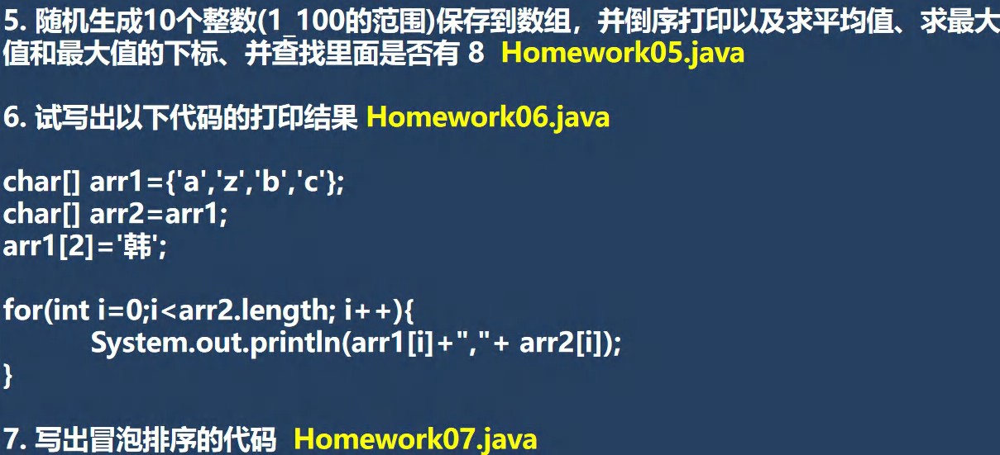 5. 随机生成10个整数(1_100的范围)保存到数组，并倒序打印以及求平均值、求最大
值和最大值的下标、并查找里面是否有 8 Homework05.java
6. 试写出以下代码的打印结果 Homework06.java
char[] arr1={'a','z','b','c'};
char[] arr2=arr1;
arr1[2]='韩';
for(int i=0;i<arr2.length; i++){
System.out.println(arr1[i]+","+ arr2[i]);
}
7. 写出冒泡排序的代码 Homework07.java